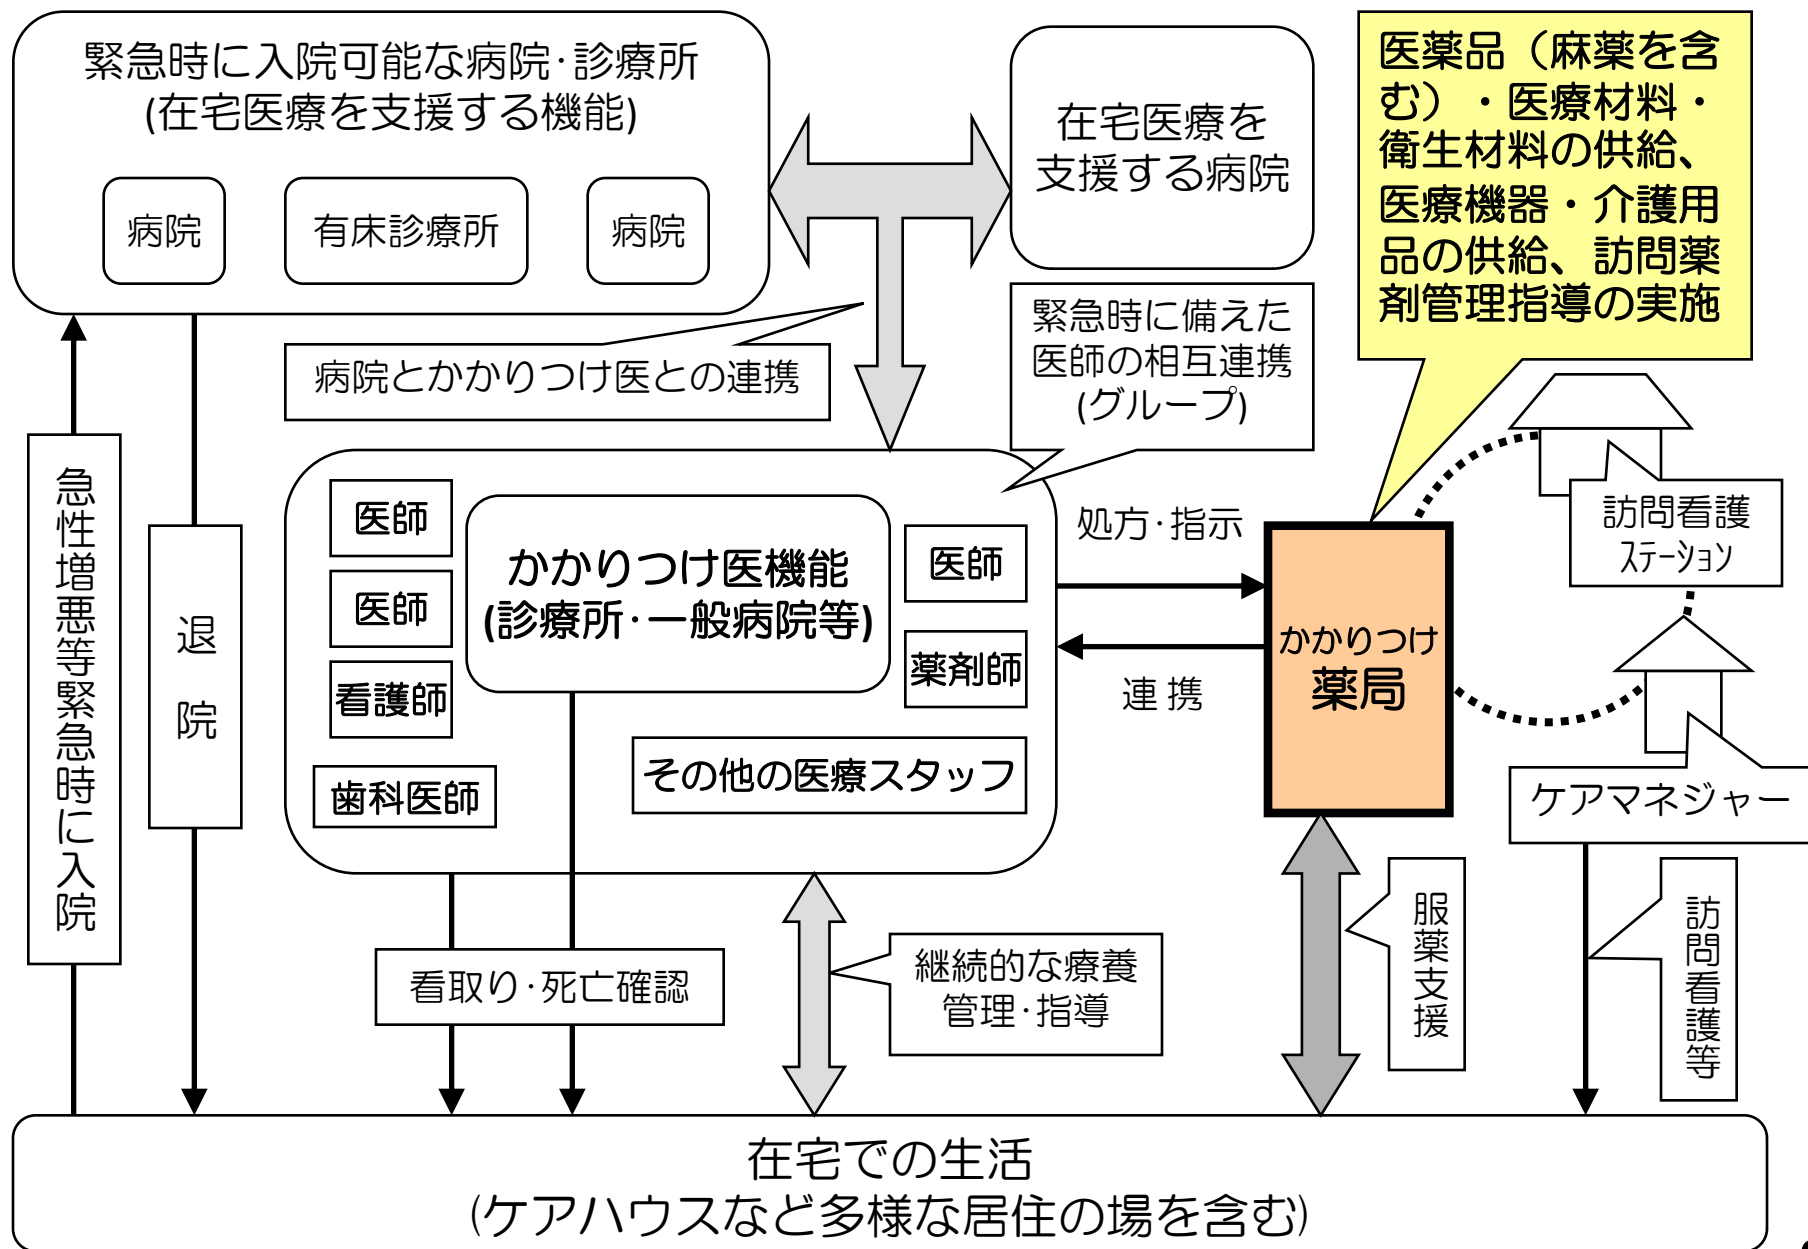 緊急時に入院可能な病院･診療所
(在宅医療を支援する機能)
病院
有床診療所
病院
在宅医療を
支援する病院
医薬品（麻薬を含
む）・医療材料・
衛生材料の供給、
医療機器・介護用
品の供給、訪問薬
剤管理指導の実施
病院とかかりつけ医との連携
緊急時に備えた
医師の相互連携
(グループ)
急性増悪等緊急時に入院
退院
医師
医師
看護師
歯科医師
かかりつけ医機能
(診療所･一般病院等)
医師
薬剤師
その他の医療スタッフ
処方･指示
連携
かかりつけ
薬局
訪問看護
ｽﾃｰｼｮﾝ
ケアマネジャー
看取り･死亡確認
継続的な療養
管理･指導
服薬支援
訪問看護等
在宅での生活
(ケアハウスなど多様な居住の場を含む)